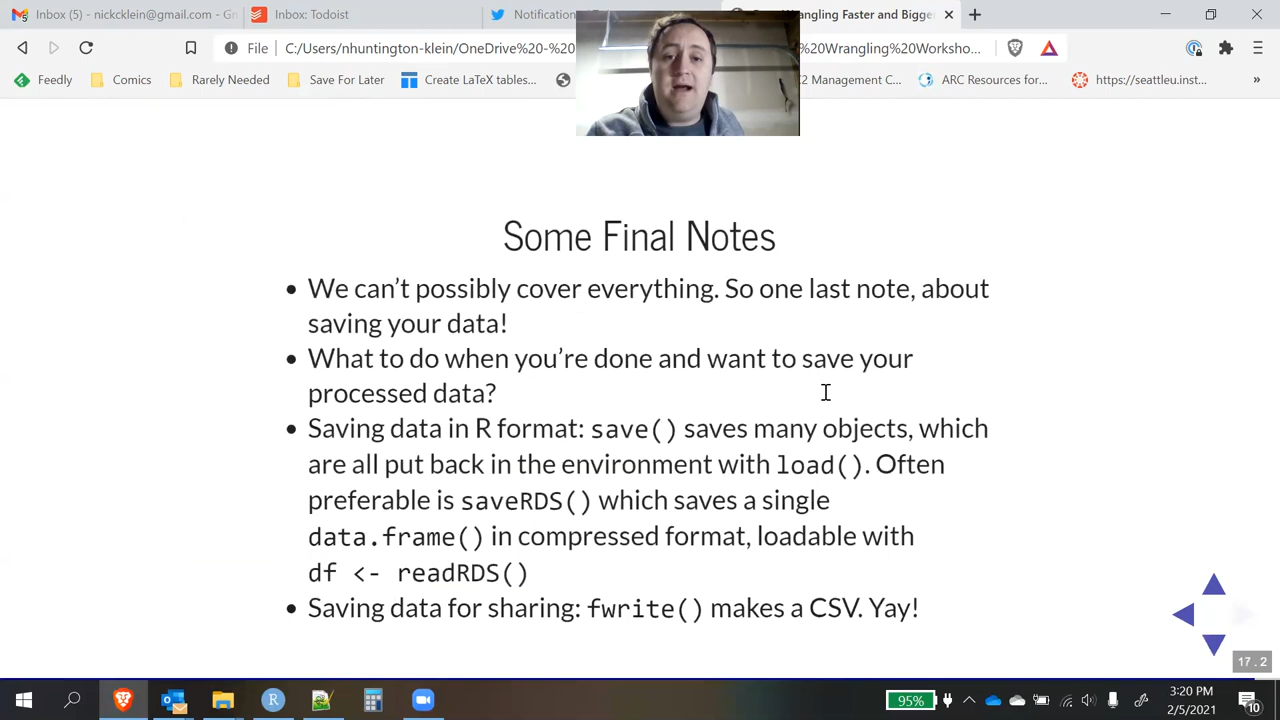 Inbox (51) - nickcklein@gmail.com - G
Inbox: Todoist
Notification
Wrangling Faster and Bigger
File
C:/Users/nhuntington-klein/OneDrive%20-%20
%20Wrangling%20Worksho...
Feedly
Comics
Rarely Needed
Save For Later
Create LaTeX tables...
2 Management C...
ARC Resources for...
https://seattleu.inst...
»
Some Final Notes
• We can’t possibly cover everything. So one last note, about
saving your data!
• What to do when you’re done and want to save your
processed data?
• Saving data in R format: save() saves many objects, which
are all put back in the environment with load(). Often
preferable is saveRDS() which saves a single
data.frame() in compressed format, loadable with
df <- readRDS()
• Saving data for sharing: fwrite() makes a CSV. Yay!
17.2
95%
3:20 PM
2/5/2021
10